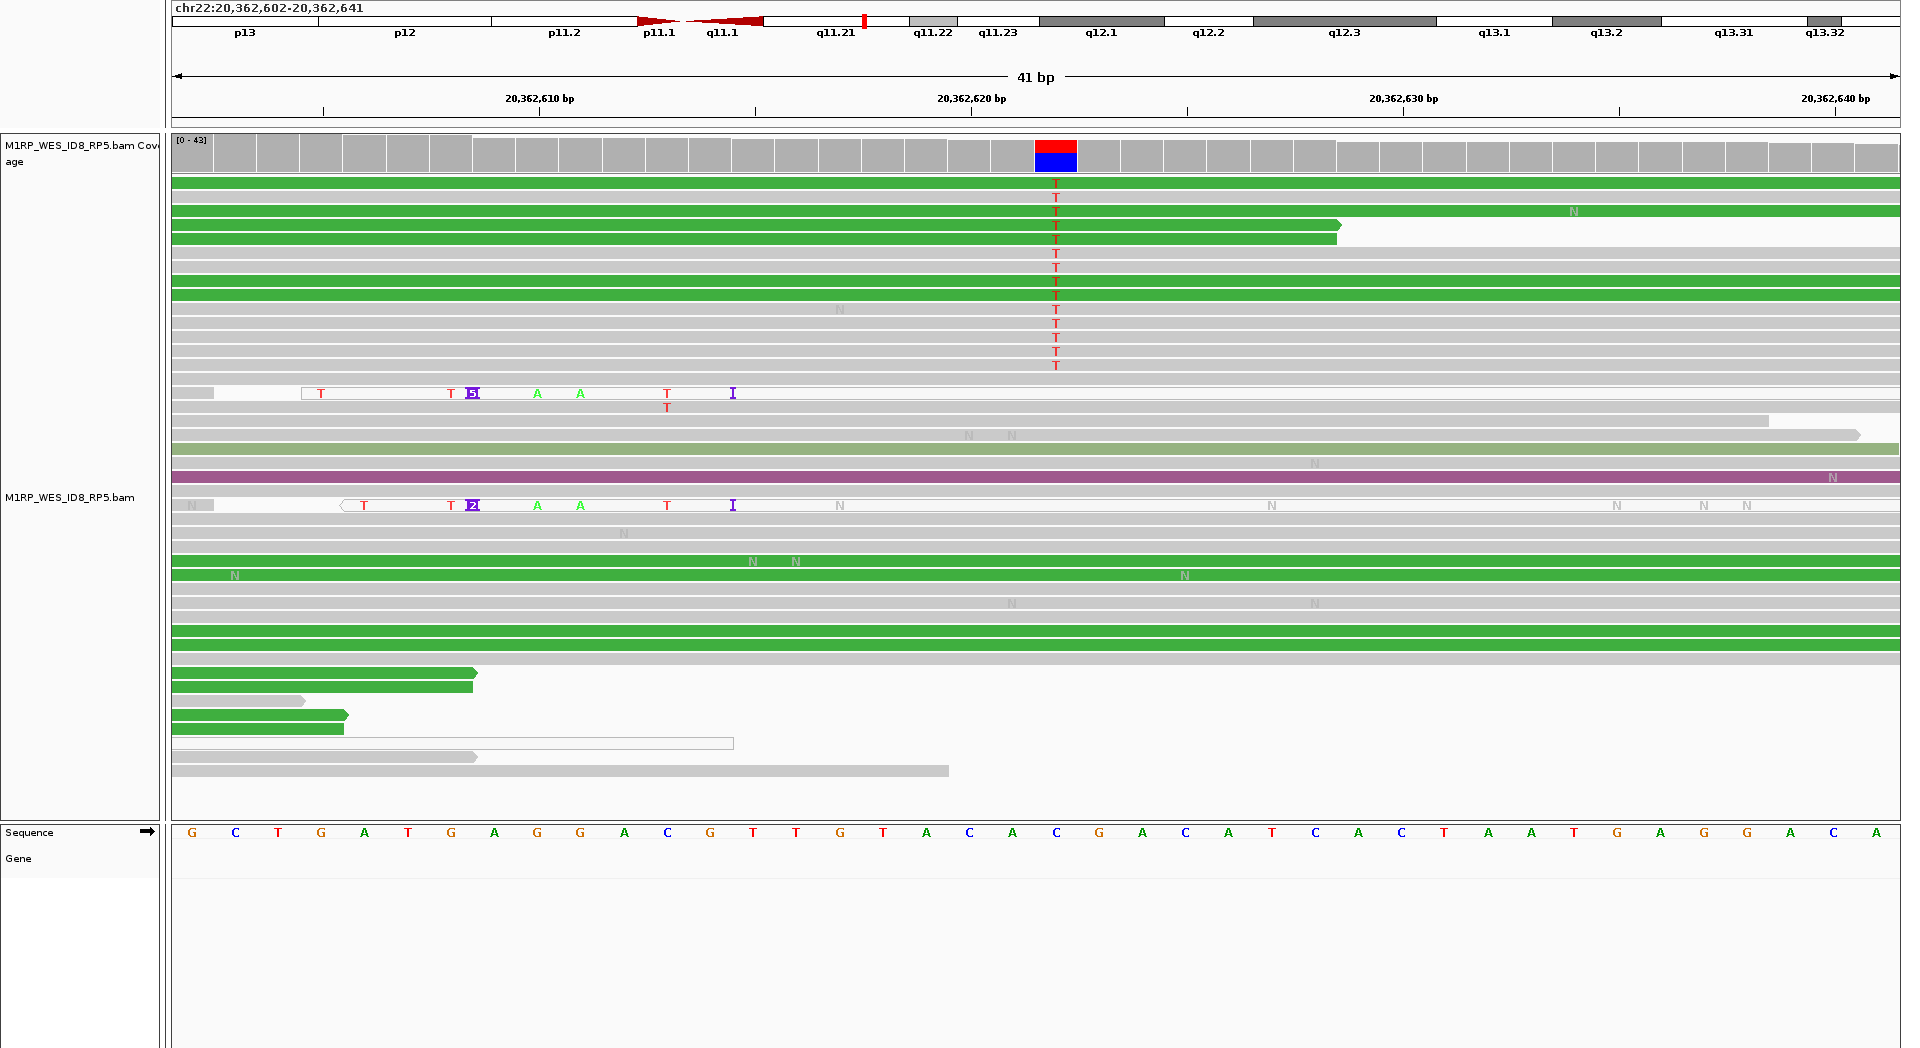 chr22:20,362,602-20,362,641
p13 p12 p11.2 p11.1 q11.1 q11.21 q11.22 q11.23 q12.1 q12.2 q12.3 q13.1 q13.2 q13.31 q13.32
41 bp
20,362,610 bp 20,362,620 bp 20,362,630 bp 20,362,640 bp
[0 - 43]
M1RP_WES_ID8_RP5.bam Cov
age
T
T
T N
T
T
T
T
T
T
N T
T
T
T
T
T T 5 A A T I
T
N N
N
N
M1RP_WES_ID8_RP5.bam
N T T 2 A A T I N N N N N
N
N N
N N
N N
Sequence G C T G A T G A G G A C G T T G T A C A C G A C A T C A C T A A T G A G G A C A
Gene